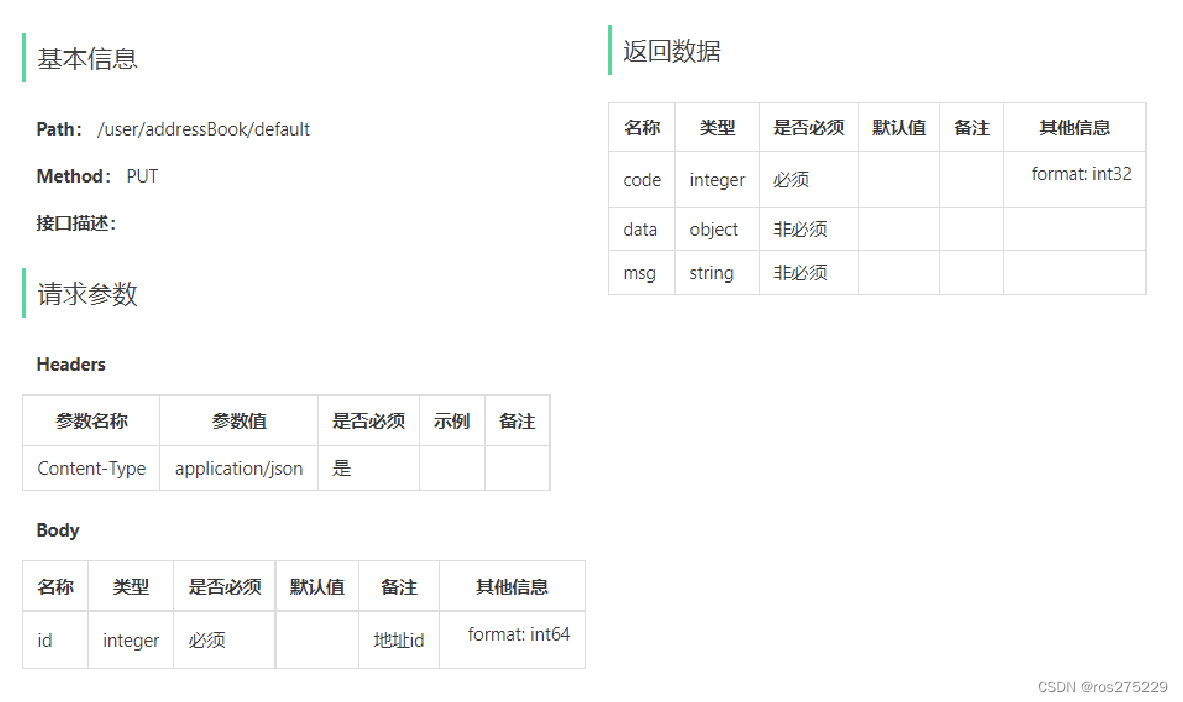 基本信息
Path： /user/addressBook/default
Method： PUT
接口描述：
请求参数
Headers
参数名称 参数值 是否必须 示例 备注
Content-Type application/json 是
Body
名称 类型 是否必须 默认值 备注 其他信息
id integer 必须 地址id format: int64
返回数据
名称 类型 是否必须 默认值 备注 其他信息
code integer 必须 format: int32
data object 非必须
msg string 非必须
CSDN @ros275229